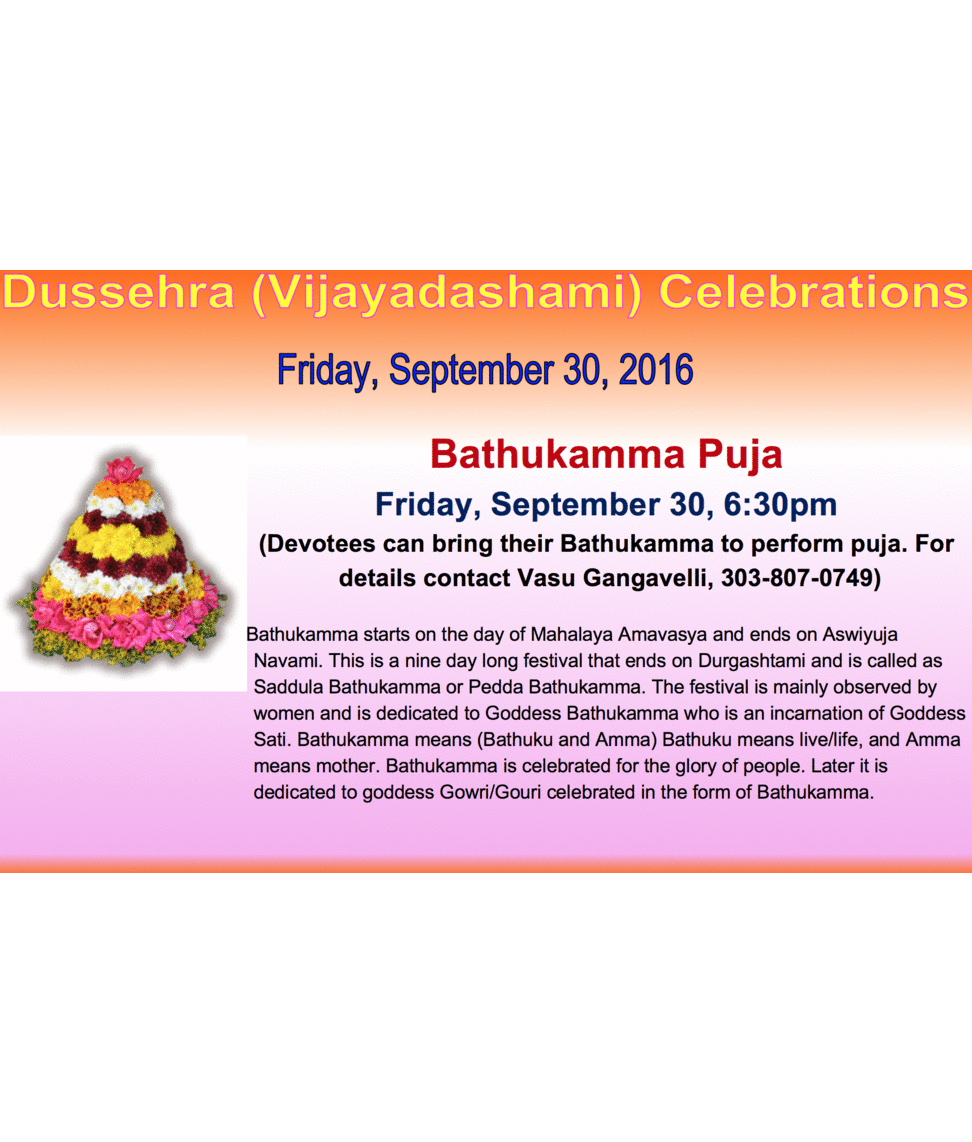 Dussehra (Vijayadashami) Celebrations
Friday, September 30, 2016
Bathukamma Puja
Friday, September 30, 6:30pm
(Devotees can bring their Bathukamma to perform puja. For
details contact Vasu Gangavelli, 303-807-0749)
Bathukamma starts on the day of Mahalaya Amavasya and ends on Aswiyuja
Navami. This is a nine day long festival that ends on Durgashtami and is called as
Saddula Bathukamma or Pedda Bathukamma. The festival is mainly observed by
women and is dedicated to Goddess Bathukamma who is an incarnation of Goddess
Sati. Bathukamma means (Bathuku and Amma) Bathuku means live/life, and Amma
means mother. Bathukamma is celebrated for the glory of people. Later it is
dedicated to goddess Gowri/Gouri celebrated in the form of Bathukamma.